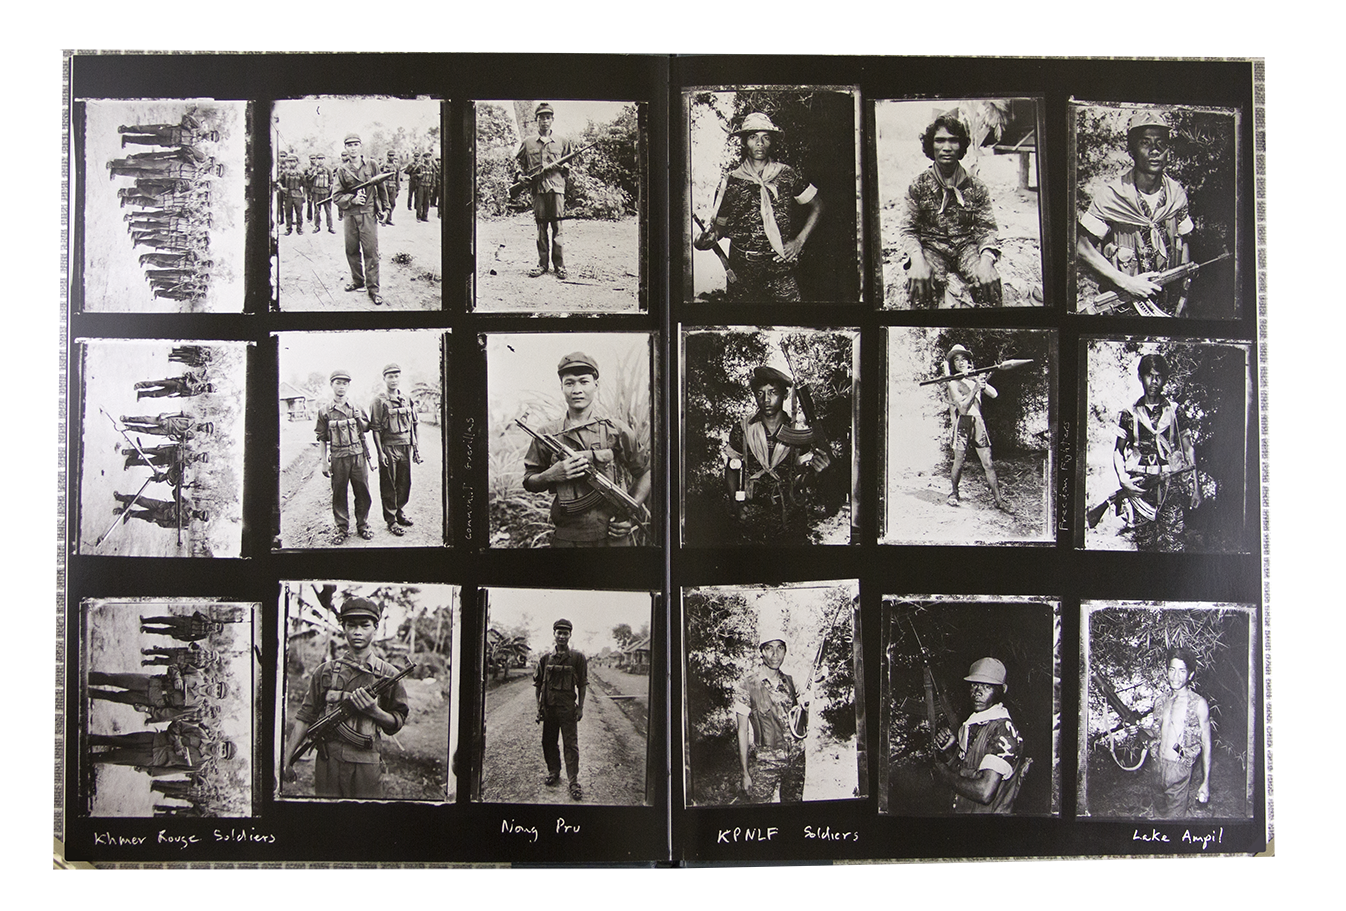 communist guerillas
Khmer Rouge Soldiers
Nong Pru
Freedom Fighters
KPNLF Soldiers
Lake Ampil